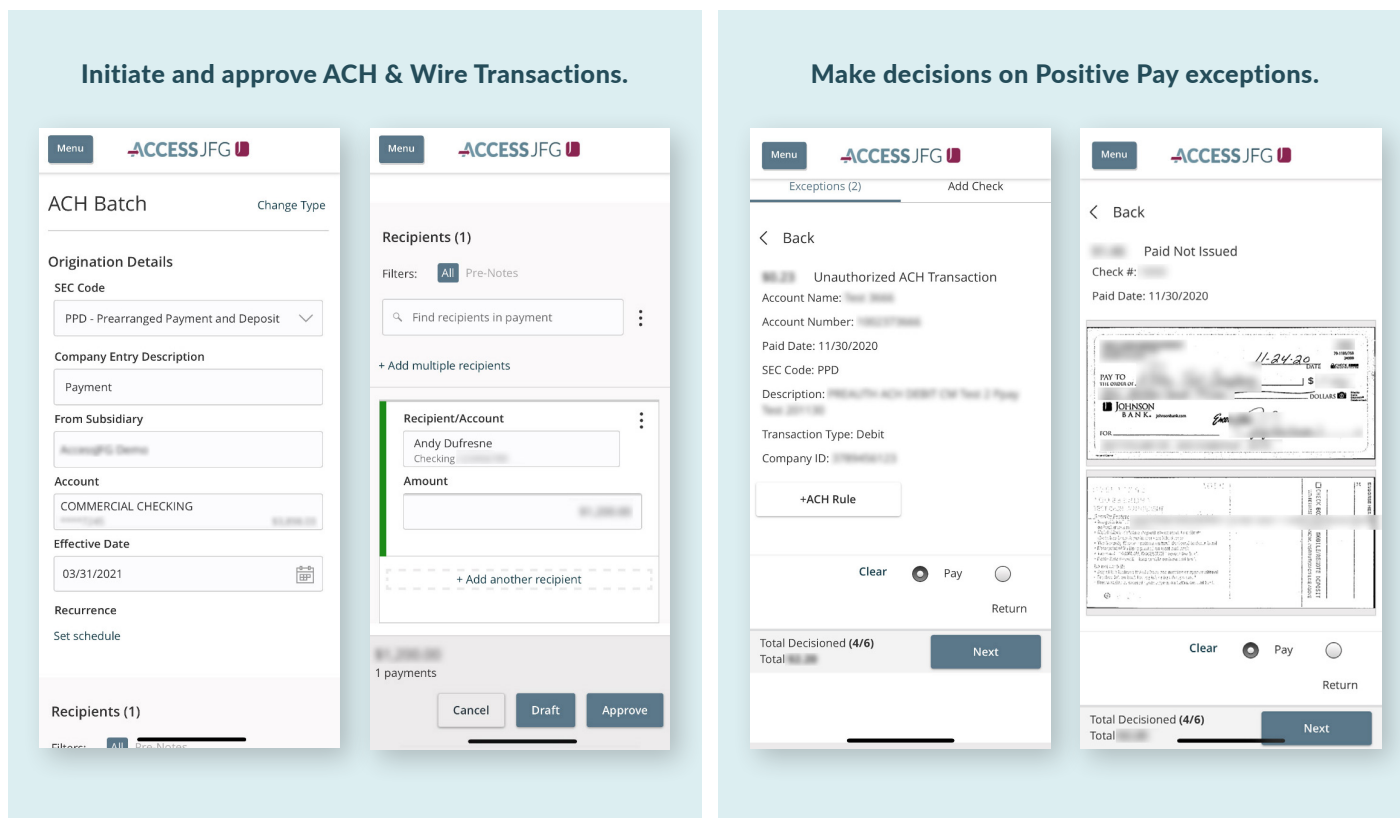 Initiate and approve ACH & Wire Transactions.
Menu
ACCESSJFG
ACH Batch
Change Type
Origination Details
SEC Code
PPD - Prearranged Payment and Deposit
Company Entry Description
Payment
From Subsidiary
Account
COMMERCIAL CHECKING
Effective Date
03/31/2021
Recurrence
Set schedule
Recipients (1)
Filters: All Pre-Notes
Menu
ACCESSJFG
Recipients (1)
Filters: All Pre-Notes
Find recipients in payment
+ Add multiple recipients
Recipient/Account
Andy Dufresne
Checking
Amount
+ Add another recipient
1 payments
Cancel Draft Approve
Make decisions on Positive Pay exceptions.
Menu
ACCESSJFG
Exceptions (2) Add Check
Back
Unauthorized ACH Transaction
Account Name:
Account Number:
Paid Date: 11/30/2020
SEC Code: PPD
Description:
Transaction Type: Debit
Company ID:
+ACH Rule
Clear Pay
Return
Total Decisioned (4/6)
Total
Next
Menu
ACCESSJFG
Back
Paid Not Issued
Check #:
Paid Date: 11/30/2020
11-24-20
DATE
PAY TO
THE ORDER OF
$
DOLLARS
JOHNSON
BANK. johnsonbank.com
FOR
Clear Pay
Return
Total Decisioned (4/6)
Total
Next